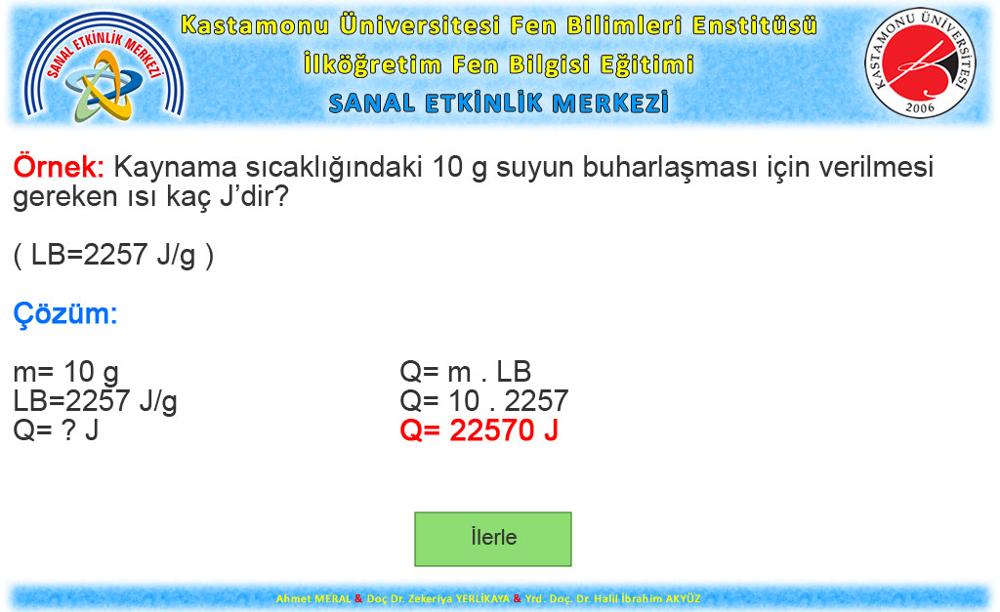 Kastamonu Üniversitesi Fen Bilimleri Enstitüsü
İlköğretim Fen Bilgisi Eğitimi
SANAL ETKİNLİK MERKEZİ
SANAL ETKİNLİK MERKEZİ
KASTAMONU ÜNİVERSİTESİ
2006
Örnek: Kaynama sıcaklığındaki 10 g suyun buharlaşması için verilmesi
gereken ısı kaç J’dir?
( LB=2257 J/g )
Çözüm:
m= 10 g
LB=2257 J/g
Q= ? J
Q= m . LB
Q= 10 . 2257
Q= 22570 J
İlerle
Ahmet MERAL & Doç Dr. Zekeriya YERLİKAYA & Yrd. Doç. Dr. Halil İbrahim AKYÜZ